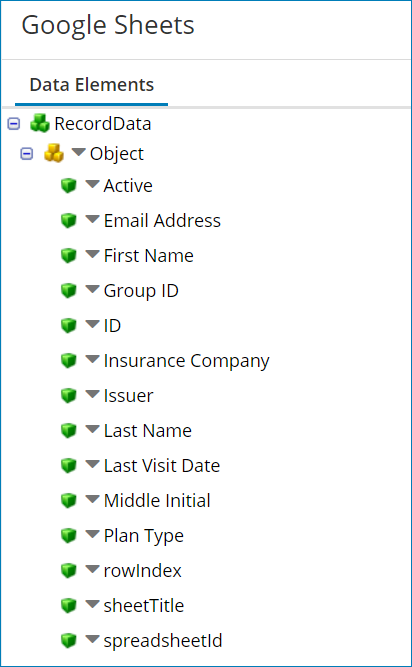 Google Sheets
Data Elements
RecordData
Object
Active
Email Address
First Name
Group ID
ID
Insurance Company
Issuer
Last Name
Last Visit Date
Middle Initial
Plan Type
rowIndex
sheetTitle
spreadsheetId